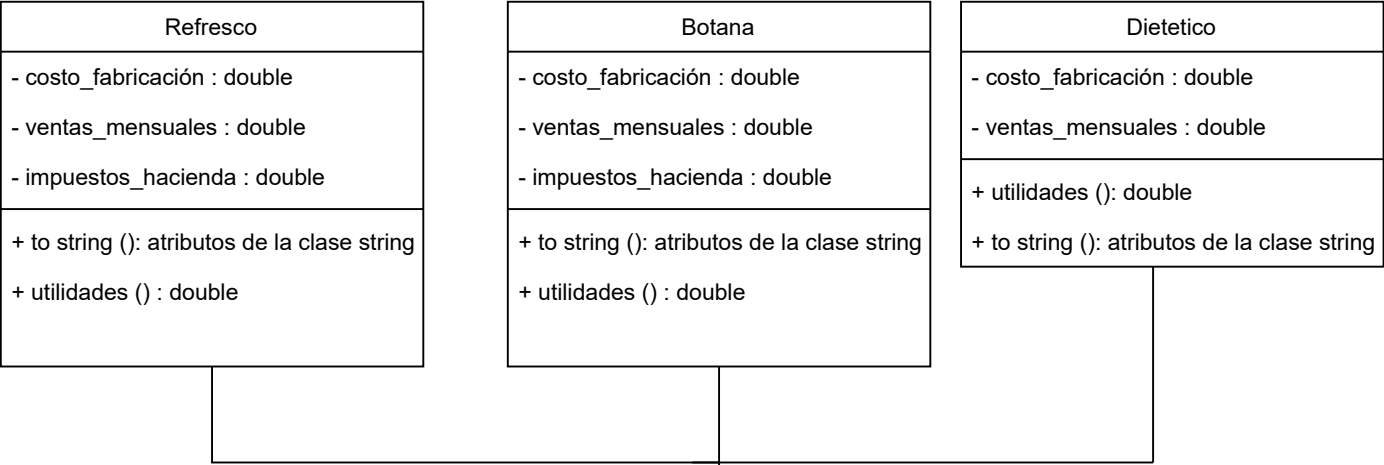 Refresco
- costo_fabricación : double
- ventas_mensuales : double
- impuestos_hacienda : double
+ to string (): atributos de la clase string
+ utilidades () : double
Botana
- costo_fabricación : double
- ventas_mensuales : double
- impuestos_hacienda : double
+ to string (): atributos de la clase string
+ utilidades () : double
Dietetico
- costo_fabricación : double
- ventas_mensuales : double
+ utilidades (): double
+ to string (): atributos de la clase string